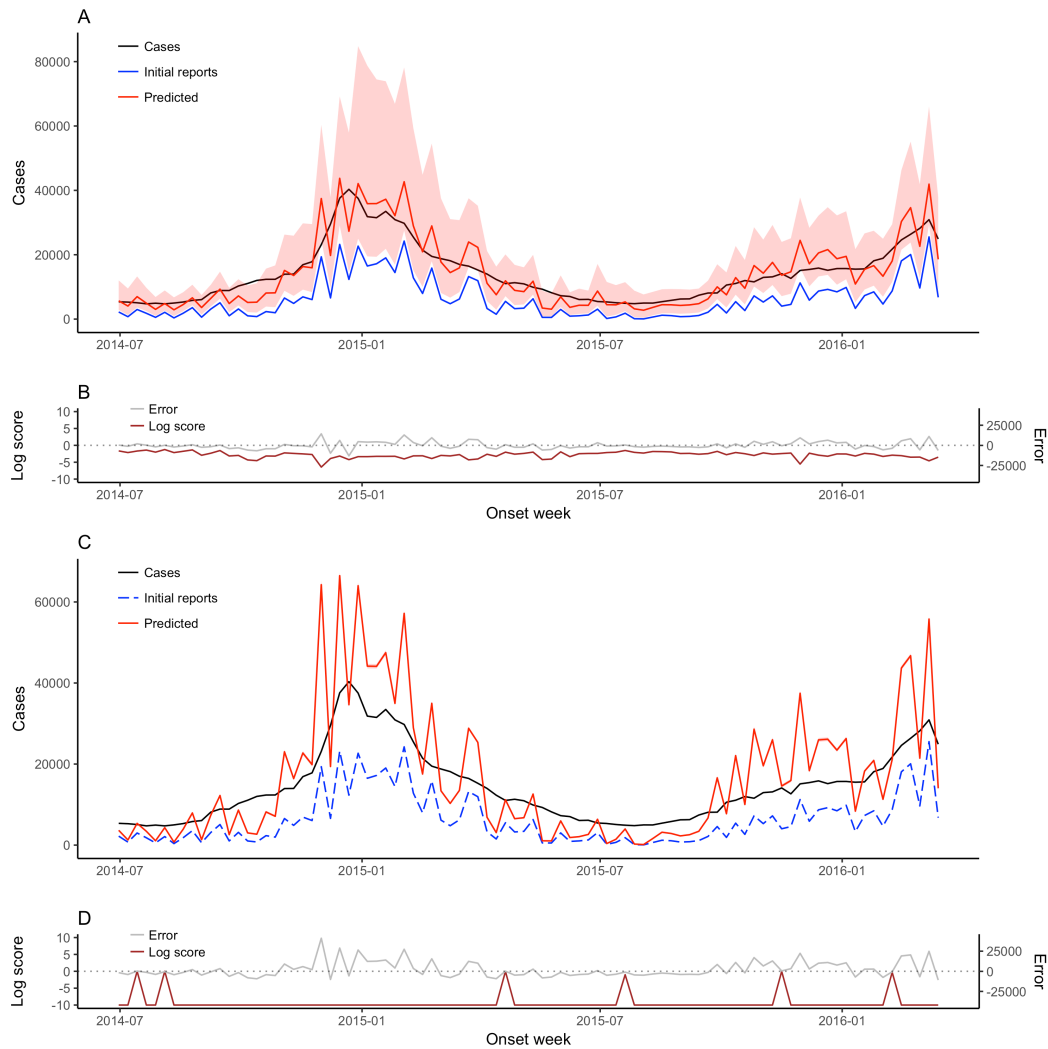 A
Cases
Initial reports
Predicted
80000
60000
40000
20000
0
Cases
2014-07
2015-01
2015-07
2016-01
B
Error
Log score
10
5
0
-5
-10
Log score
25000
0
-25000
Error
2014-07
2015-01
2015-07
2016-01
Onset week
C
Cases
Initial reports
Predicted
60000
40000
20000
0
Cases
2014-07
2015-01
2015-07
2016-01
D
Error
Log score
10
5
0
-5
-10
Log score
25000
0
-25000
Error
2014-07
2015-01
2015-07
2016-01
Onset week